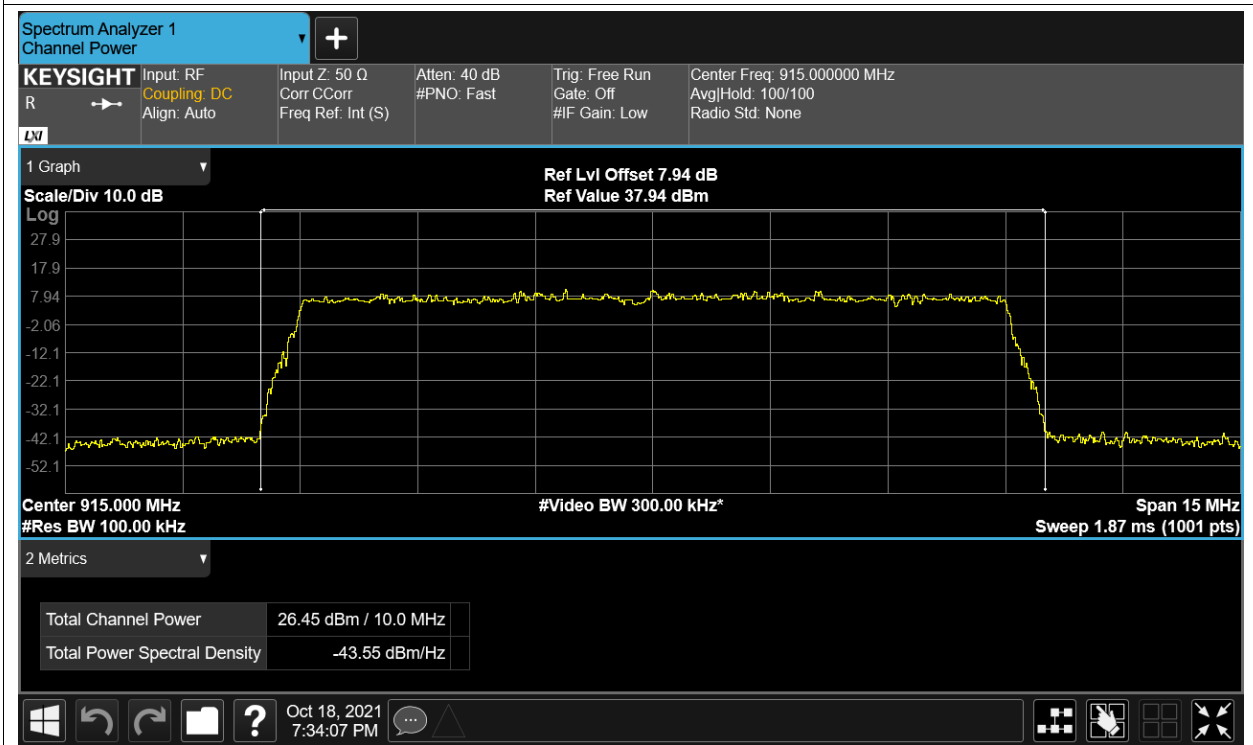 Spectrum Analyzer 1
Channel Power
KEYSIGHT Input: RF Input Z: 50 Ω Atten: 40 dB Trig: Free Run Center Freq: 915.000000 MHz
R Coupling: DC Corr CCorr #PNO: Fast Gate: Off Avg|Hold: 100/100
Align: Auto Freq Ref: Int (S) #IF Gain: Low Radio Std: None
LXI
1 Graph
Ref Lvl Offset 7.94 dB
Scale/Div 10.0 dB Ref Value 37.94 dBm
Log
27.9
17.9
7.94
-2.06
-12.1
-22.1
-32.1
-42.1
-52.1
Center 915.000 MHz #Video BW 300.00 kHz* Span 15 MHz
#Res BW 100.00 kHz Sweep 1.87 ms (1001 pts)
2 Metrics
Total Channel Power 26.45 dBm / 10.0 MHz
Total Power Spectral Density -43.55 dBm/Hz
? Oct 18, 2021
7:34:07 PM